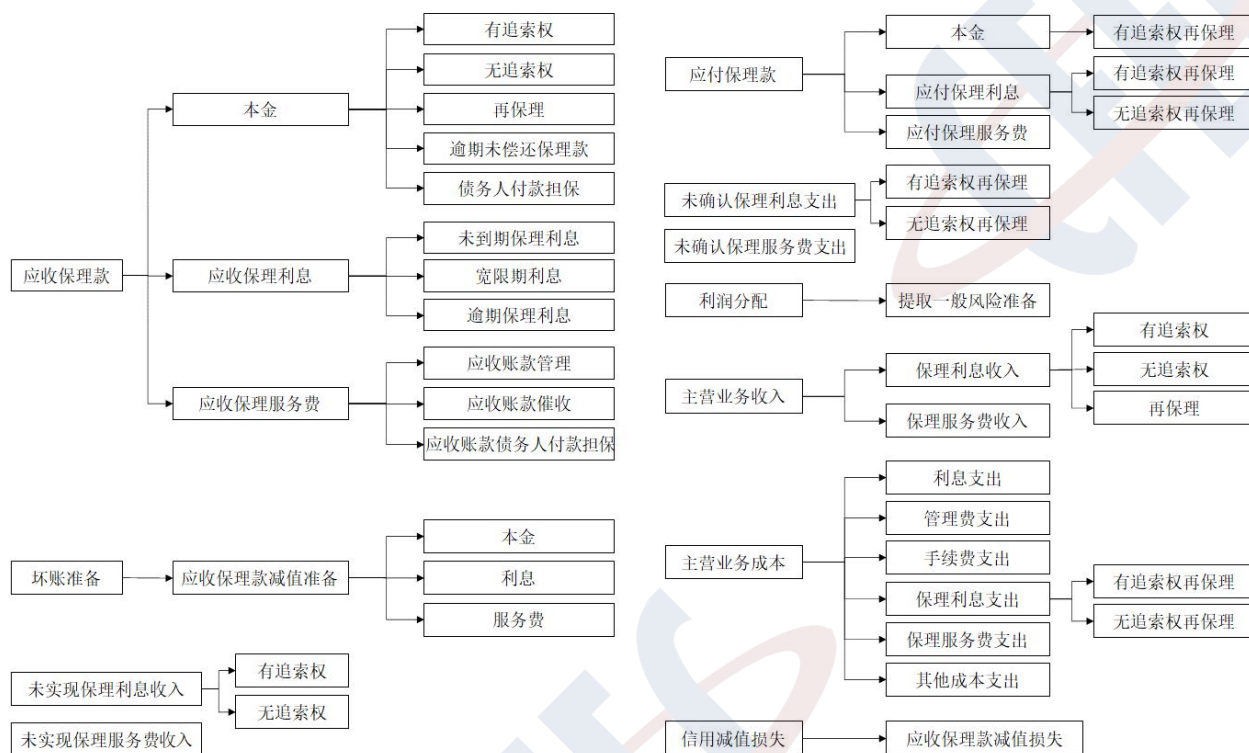 应收保理款
本金
有追索权
无追索权
再保理
逾期未偿还保理款
债务人付款担保
应收保理利息
未到期保理利息
宽限期利息
逾期保理利息
应收保理服务费
应收账款管理
应收账款催收
应收账款债务人付款担保
坏账准备
应收保理款减值准备
本金
利息
服务费
未实现保理利息收入
有追索权
无追索权
未实现保理服务费收入
应付保理款
本金
有追索权再保理
应付保理利息
有追索权再保理
无追索权再保理
应付保理服务费
未确认保理利息支出
有追索权再保理
无追索权再保理
未确认保理服务费支出
利润分配
提取一般风险准备
主营业务收入
保理利息收入
有追索权
无追索权
再保理
保理服务费收入
主营业务成本
利息支出
管理费支出
手续费支出
保理利息支出
有追索权再保理
无追索权再保理
保理服务费支出
其他成本支出
信用减值损失
应收保理款减值损失